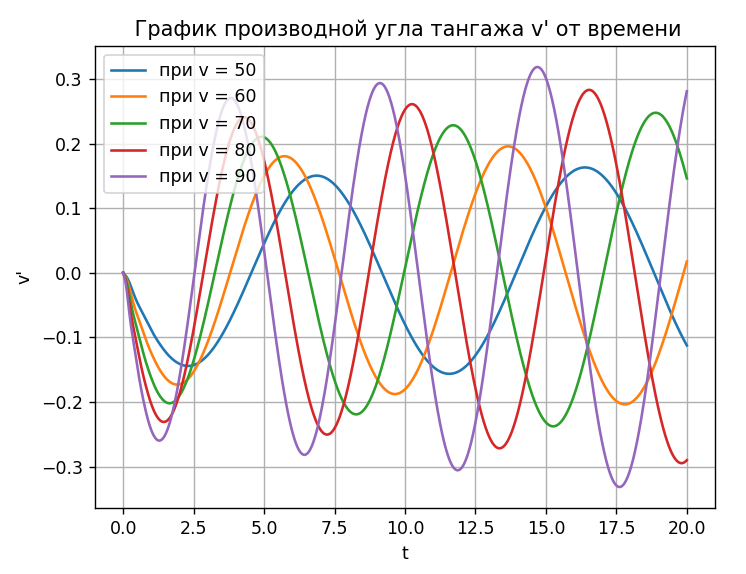 График производной угла тангажа v' от времени
при v = 50
при v = 60
при v = 70
при v = 80
при v = 90
v'
0.3
0.2
0.1
0.0
−0.1
−0.2
−0.3
0.0 2.5 5.0 7.5 10.0 12.5 15.0 17.5 20.0
t